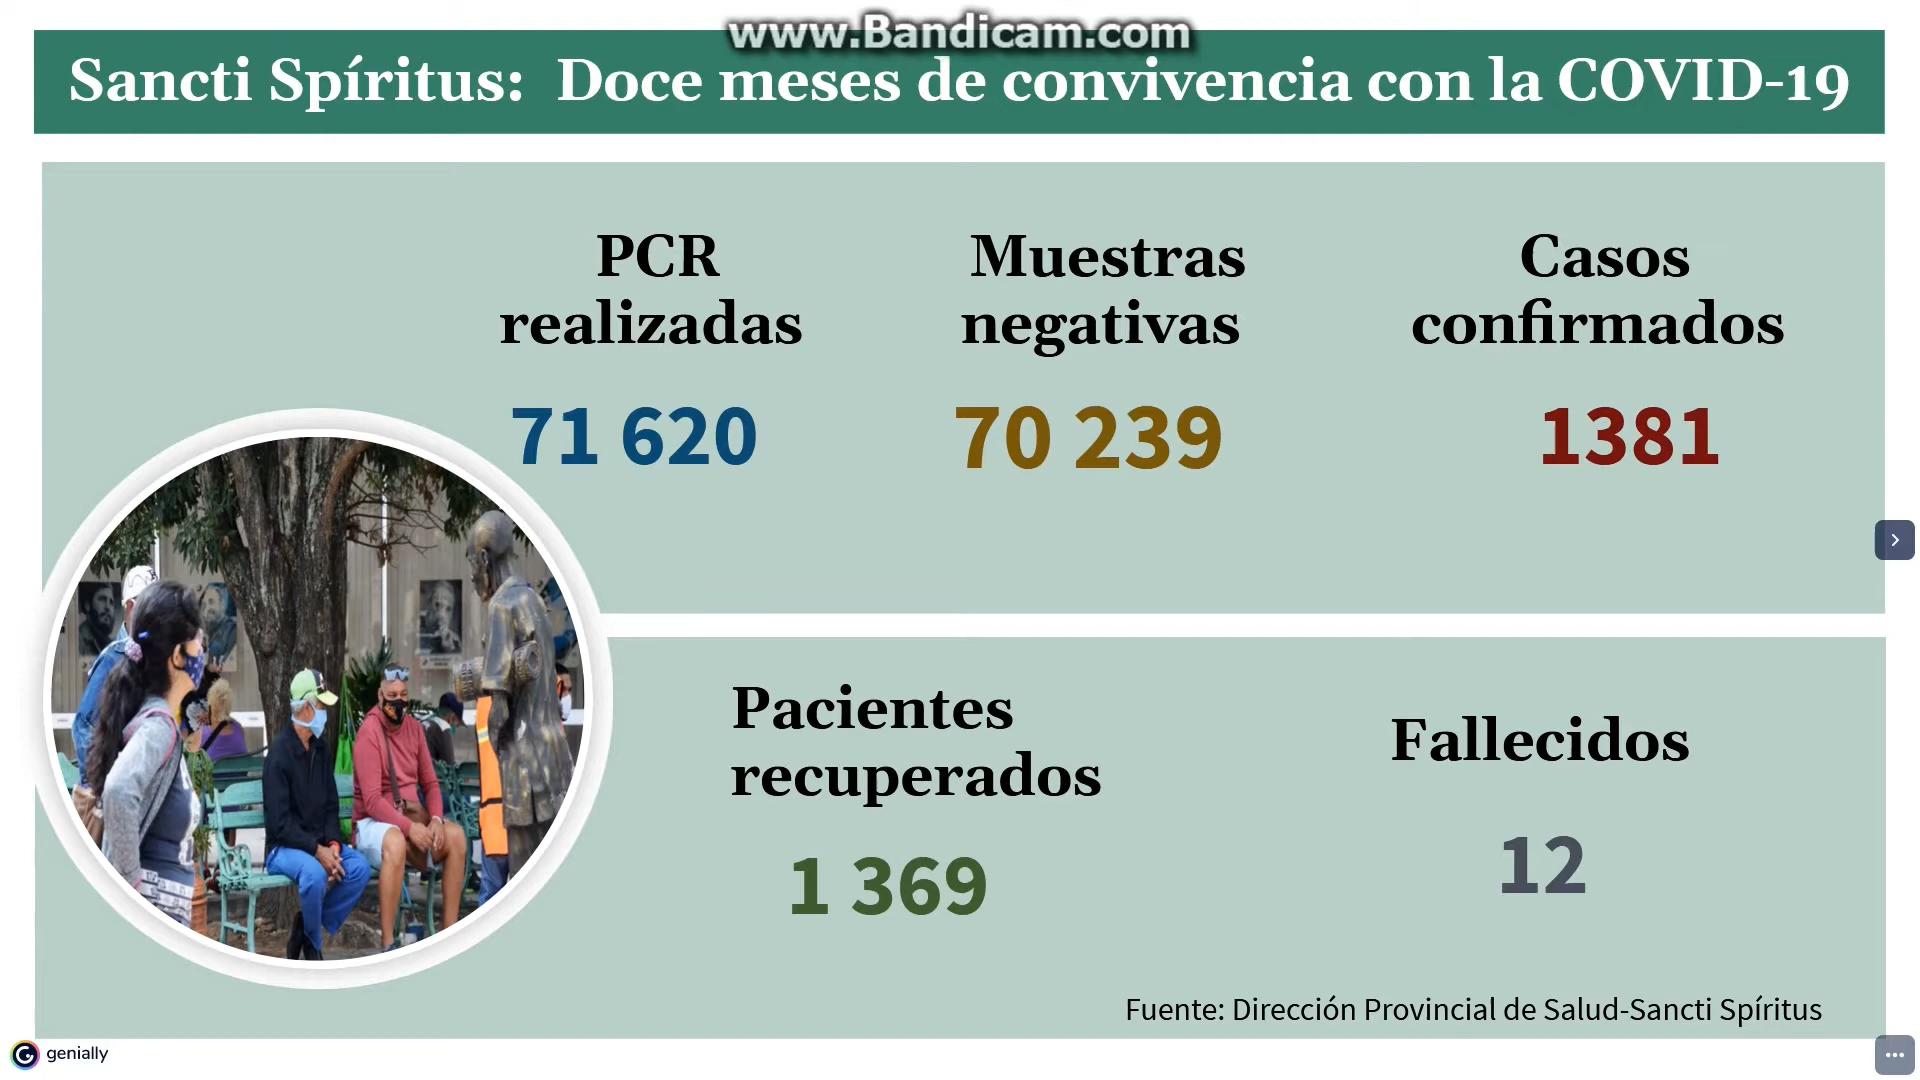 www.Bandicam.com
Sancti Spíritus: Doce meses de convivencia con la COVID-19
PCR
realizadas
71 620
Muestras
negativas
70 239
Casos
confirmados
1381
Pacientes
recuperados
1 369
Fallecidos
12
Fuente: Dirección Provincial de Salud-Sancti Spíritus
genially